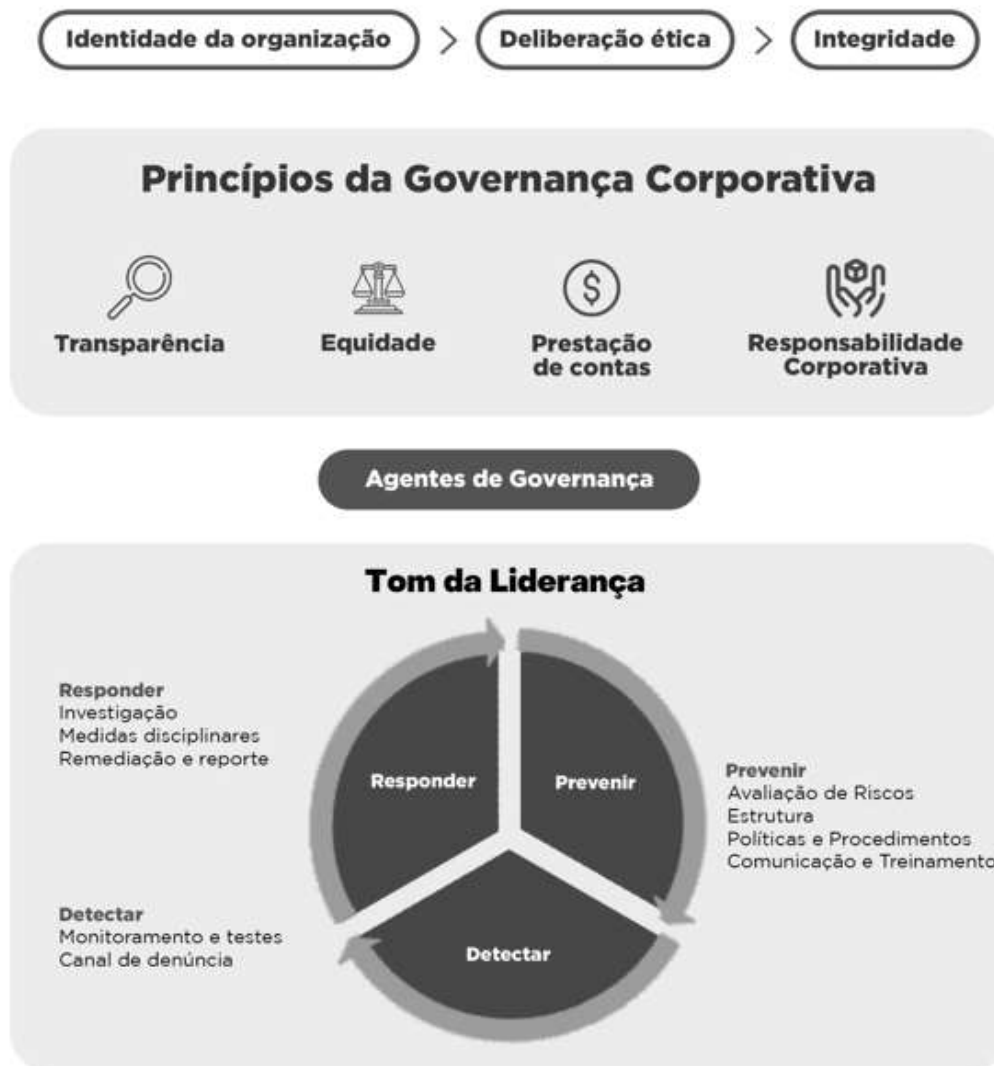 Identidade da organização > Deliberação ética > Integridade
Princípios da Governança Corporativa
Transparência
Equidade
Prestação
de contas
Responsabilidade
Corporativa
Agentes de Governança
Tom da Liderança
Responder
Investigação
Medidas disciplinares
Remediação e reporte
Responder
Prevenir
Prevenir
Avaliação de Riscos
Estrutura
Políticas e Procedimentos
Comunicação e Treinamento
Detectar
Monitoramento e testes
Canal de denúncia
Detectar